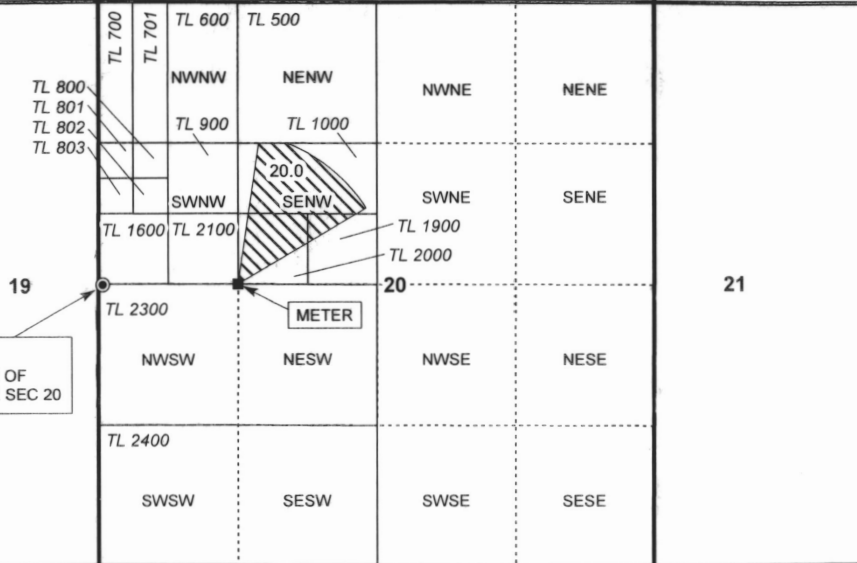 TL 700
TL 701
TL 600
TL 500
NWNW
NENW
NWNE
NENE
TL 800
TL 801
TL 802
TL 803
TL 900
TL 1000
20.0
SWNW
SENW
SWNE
SENE
TL 1600
TL 2100
TL 1900
TL 2000
19
20
21
METER
TL 2300
OF
SEC 20
NWSW
NESW
NWSE
NESE
TL 2400
SWSW
SESW
SWSE
SESE